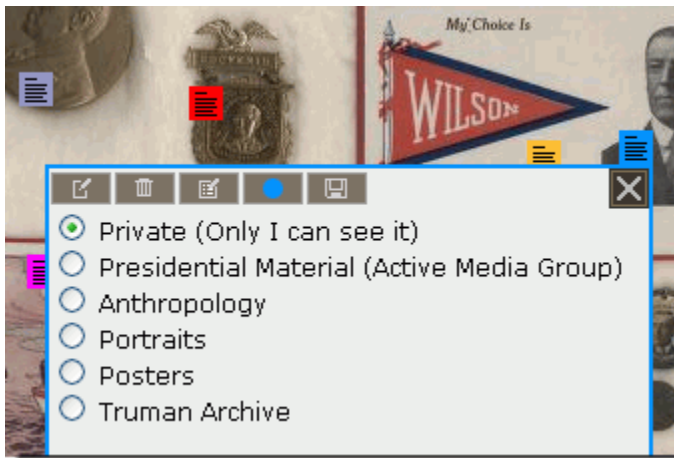 My Choice Is
SOUVENIR
WILSON
Private (Only I can see it)
Presidential Material (Active Media Group)
Anthropology
Portraits
Posters
Truman Archive